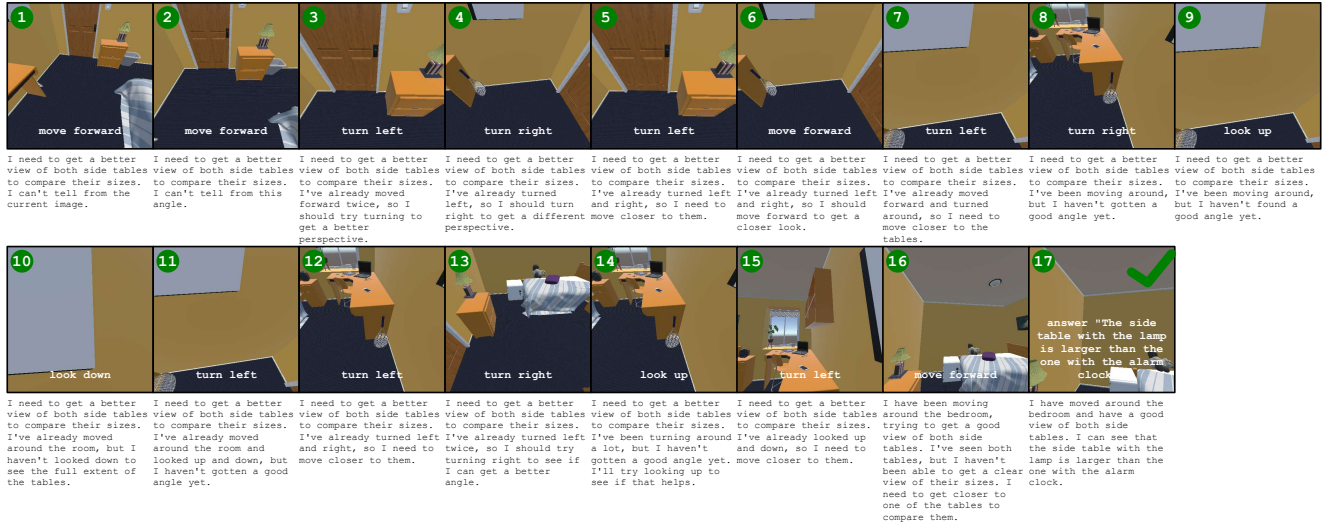 1
move forward
I need to get a better
view of both side tables
to compare their sizes.
I can't tell from the
current image.
2
move forward
I need to get a better
view of both side tables
to compare their sizes.
I can't tell from this
angle.
3
turn left
I need to get a better
view of both side tables
to compare their sizes.
I've already moved
forward twice, so I
should try turning to
get a better
perspective.
4
turn right
I need to get a better
view of both side tables
to compare their sizes.
I've already turned
left, so I should turn
right to get a different
perspective.
5
turn left
I need to get a better
view of both side tables
to compare their sizes.
I've already turned left
and right, so I need to
move closer to them.
6
move forward
I need to get a better
view of both side tables
to compare their sizes.
I've already turned left
and right, so I should
move forward to get a
closer look.
7
turn left
I need to get a better
view of both side tables
to compare their sizes.
I've already moved
forward and turned
around, so I need to
move closer to the
tables.
8
turn right
I need to get a better
view of both side tables
to compare their sizes.
I've been moving around,
but I haven't gotten a
good angle yet.
9
look up
I need to get a better
view of both side tables
to compare their sizes.
I've been moving around,
but I haven't found a
good angle yet.
10
look down
I need to get a better
view of both side tables
to compare their sizes.
I've already moved
around the room, but I
haven't looked down to
see the full extent of
the tables.
11
turn left
I need to get a better
view of both side tables
to compare their sizes.
I've already moved
around the room and
looked up and down, but
I haven't gotten a good
angle yet.
12
turn left
I need to get a better
view of both side tables
to compare their sizes.
I've already turned left
and right, so I need to
move closer to them.
13
turn right
I need to get a better
view of both side tables
to compare their sizes.
I've already turned left
twice, so I should try
turning right to see if
I can get a better
angle.
14
look up
I need to get a better
view of both side tables
to compare their sizes.
I've been turning around
a lot, but I haven't
gotten a good angle yet.
I'll try looking up to
see if that helps.
15
turn left
I need to get a better
view of both side tables
to compare their sizes.
I've already looked up
and down, so I need to
move closer to them.
16
move forward
I have been moving
around the bedroom,
trying to get a good
view of both side
tables. I've seen both
tables, but I haven't
been able to get a clear
view of their sizes. I
need to get closer to
one of the tables to
compare them.
17
answer "The side
table with the lamp
is larger than the
one with the alarm
clock
I have moved around the
bedroom and have a good
view of both side
tables. I can see that
the side table with the
lamp is larger than the
one with the alarm
clock.